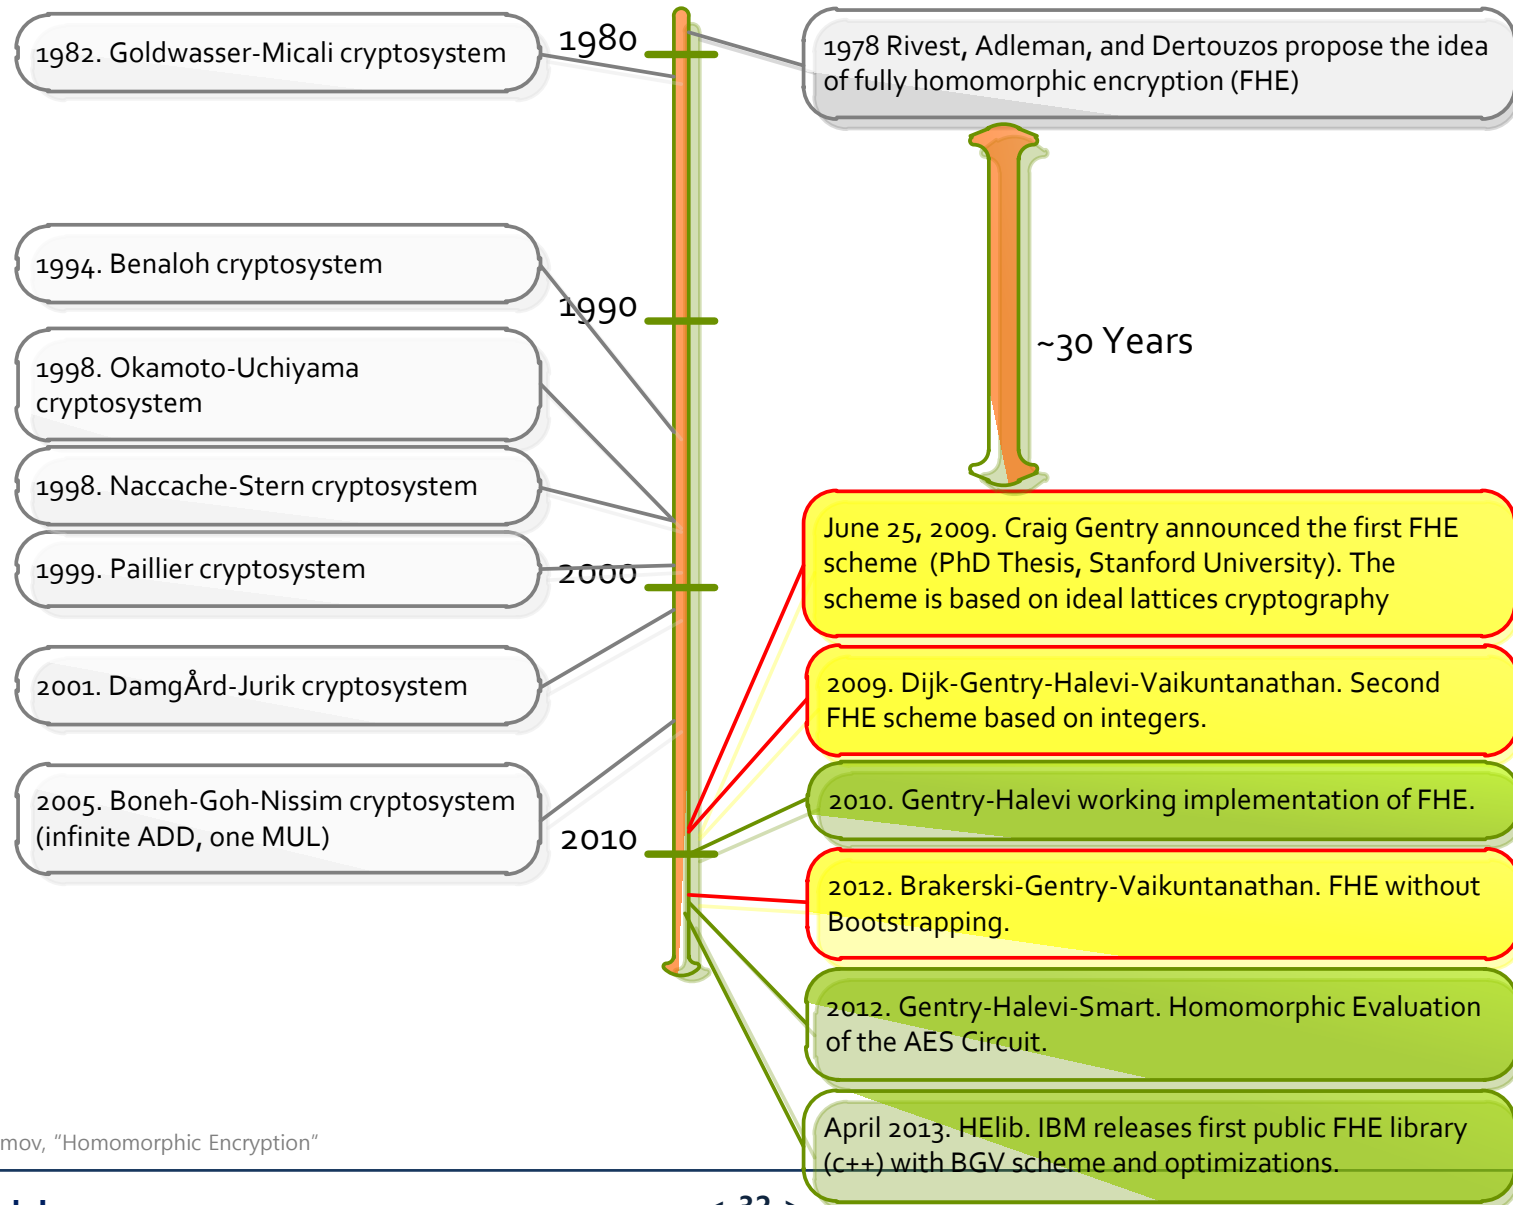 1982. Goldwasser-Micali cryptosystem
1980
1978 Rivest, Adleman, and Dertouzos propose the idea
of fully homomorphic encryption (FHE)
1994. Benaloh cryptosystem
1990
~30 Years
1998. Okamoto-Uchiyama
cryptosystem
1998. Naccache-Stern cryptosystem
1999. Paillier cryptosystem
2000
June 25, 2009. Craig Gentry announced the first FHE
scheme (PhD Thesis, Stanford University). The
scheme is based on ideal lattices cryptography
2001. DamgÅrd-Jurik cryptosystem
2009. Dijk-Gentry-Halevi-Vaikuntanathan. Second
FHE scheme based on integers.
2005. Boneh-Goh-Nissim cryptosystem
(infinite ADD, one MUL)
2010
2010. Gentry-Halevi working implementation of FHE.
2012. Brakerski-Gentry-Vaikuntanathan. FHE without
Bootstrapping.
2012. Gentry-Halevi-Smart. Homomorphic Evaluation
of the AES Circuit.
April 2013. HElib. IBM releases first public FHE library
(c++) with BGV scheme and optimizations.
mov, "Homomorphic Encryption"
< 32 >